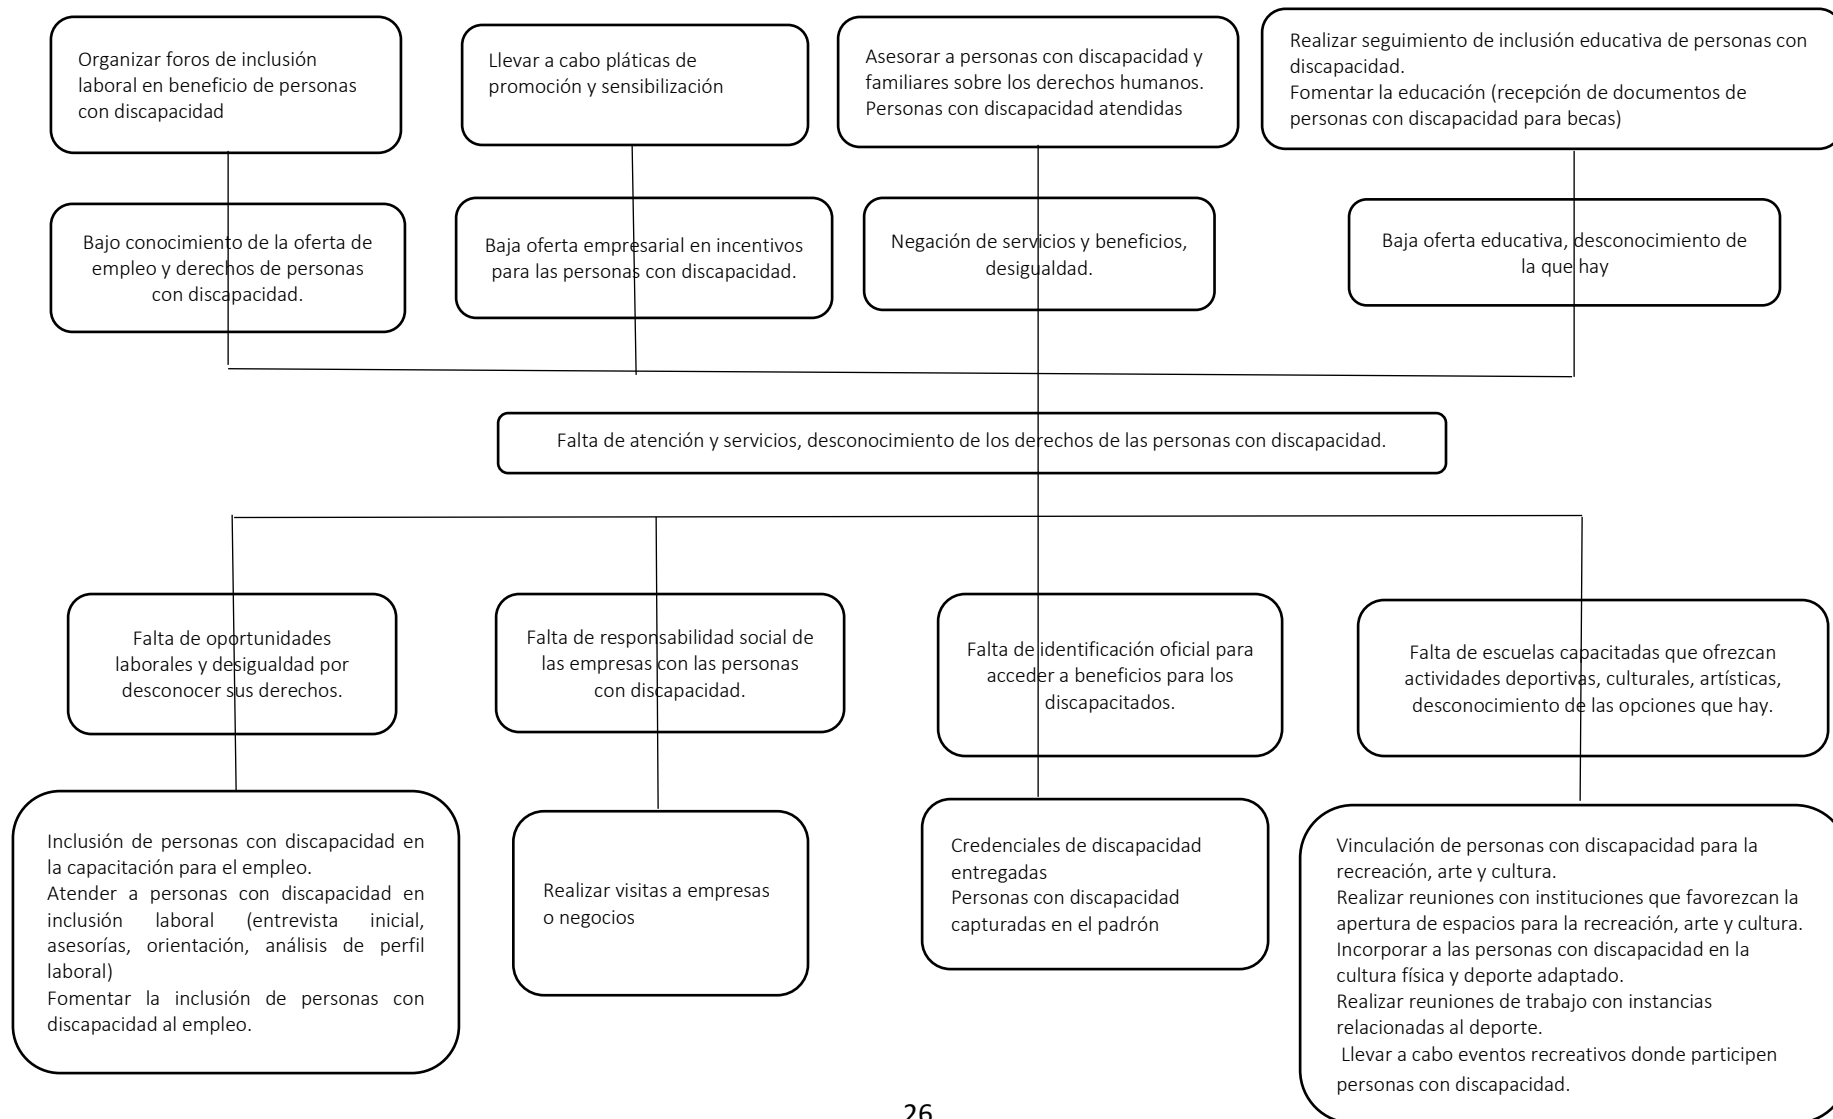 Organizar foros de inclusión
laboral en beneficio de personas
con discapacidad
Llevar a cabo pláticas de
promoción y sensibilización
Asesorar a personas con discapacidad y
familiares sobre los derechos humanos.
Personas con discapacidad atendidas
Realizar seguimiento de inclusión educativa de personas con
discapacidad.
Fomentar la educación (recepción de documentos de
personas con discapacidad para becas)
Bajo conocimiento de la oferta de
empleo y derechos de personas
con discapacidad.
Baja oferta empresarial en incentivos
para las personas con discapacidad.
Negación de servicios y beneficios,
desigualdad.
Baja oferta educativa, desconocimiento de
la que hay
Falta de atención y servicios, desconocimiento de los derechos de las personas con discapacidad.
Falta de oportunidades
laborales y desigualdad por
desconocer sus derechos.
Falta de responsabilidad social de
las empresas con las personas
con discapacidad.
Falta de identificación oficial para
acceder a beneficios para los
discapacitados.
Falta de escuelas capacitadas que ofrezcan
actividades deportivas, culturales, artísticas,
desconocimiento de las opciones que hay.
Inclusión de personas con discapacidad en
la capacitación para el empleo.
Atender a personas con discapacidad en
inclusión laboral (entrevista inicial,
asesorías, orientación, análisis de perfil
laboral)
Fomentar la inclusión de personas con
discapacidad al empleo.
Realizar visitas a empresas
o negocios
Credenciales de discapacidad
entregadas
Personas con discapacidad
capturadas en el padrón
Vinculación de personas con discapacidad para la
recreación, arte y cultura.
Realizar reuniones con instituciones que favorezcan la
apertura de espacios para la recreación, arte y cultura.
Incorporar a las personas con discapacidad en la
cultura física y deporte adaptado.
Realizar reuniones de trabajo con instancias
relacionadas al deporte.
Llevar a cabo eventos recreativos donde participen
personas con discapacidad.
26